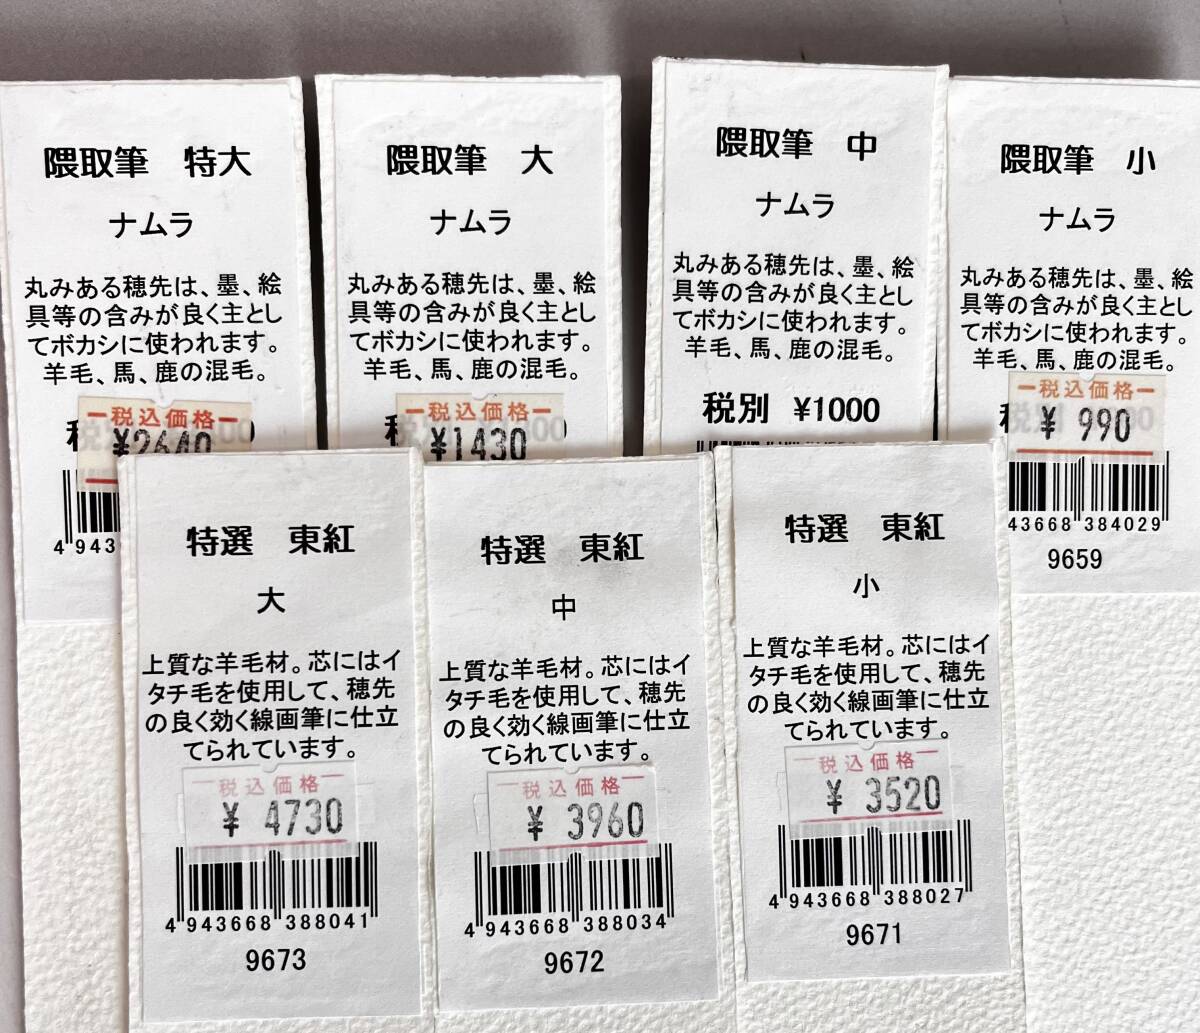 隈取筆　特大
ナムラ
丸みある穂先は、墨、絵
具等の含みが良く主とし
てボカシに使われます。
羊毛、馬、鹿の混毛。
税込価格
¥2640
4 943
隈取筆　大
ナムラ
丸みある穂先は、墨、絵
具等の含みが良く主とし
てボカシに使われます。
羊毛、馬、鹿の混毛。
税込価格
¥1430
隈取筆　中
ナムラ
丸みある穂先は、墨、絵
具等の含みが良く主とし
てボカシに使われます。
羊毛、馬、鹿の混毛。
税別　¥1000
隈取筆　小
ナムラ
丸みある穂先は、墨、絵
具等の含みが良く主とし
てボカシに使われます。
羊毛、馬、鹿の混毛。
税込価格
¥ 990
43668 384029
9659
特選　東紅
大
上質な羊毛材。芯にはイ
タチ毛を使用して、穂先
の良く効く線画筆に仕立
てられています。
税込価格
¥ 4730
4 943668 388041
9673
特選　東紅
中
上質な羊毛材。芯にはイ
タチ毛を使用して、穂先
の良く効く線画筆に仕立
てられています。
税込価格
¥ 3960
4 943668 388034
9672
特選　東紅
小
上質な羊毛材。芯にはイ
タチ毛を使用して、穂先
の良く効く線画筆に仕立
てられています。
税込価格
¥ 3520
4 943668 388027
9671